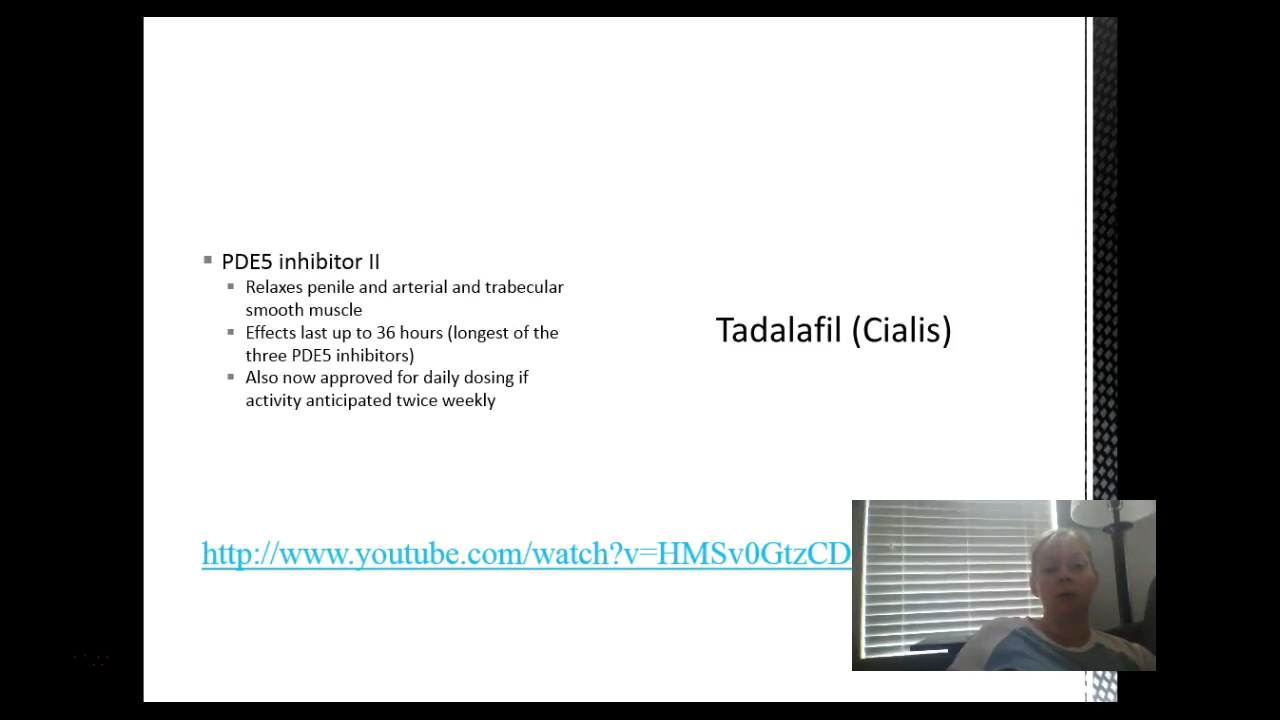 PDE5 inhibitor II
Relaxes penile and arterial and trabecular
smooth muscle
Effects last up to 36 hours (longest of the
three PDE5 inhibitors)
Also now approved for daily dosing if
activity anticipated twice weekly
Tadalafil (Cialis)
http://www.youtube.com/watch?v=HMSv0GtzCD